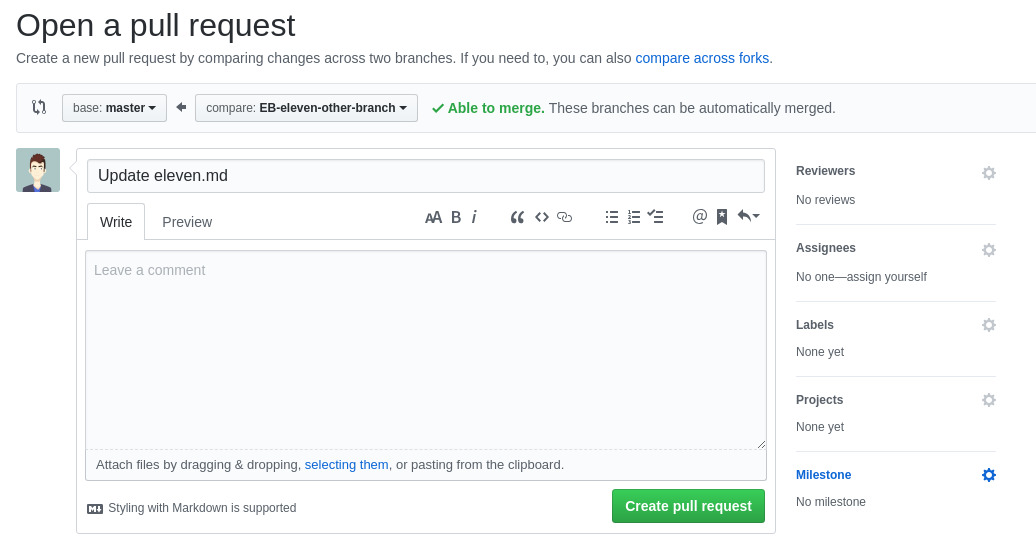 Open a pull request
Create a new pull request by comparing changes across two branches. If you need to, you can also compare across forks.
base: master
compare: EB-eleven-other-branch
Able to merge. These branches can be automatically merged.
Update eleven.md
Write
Preview
Leave a comment
Attach files by dragging & dropping, selecting them, or pasting from the clipboard.
Styling with Markdown is supported
Create pull request
Reviewers
No reviews
Assignees
No one—assign yourself
Labels
None yet
Projects
None yet
Milestone
No milestone